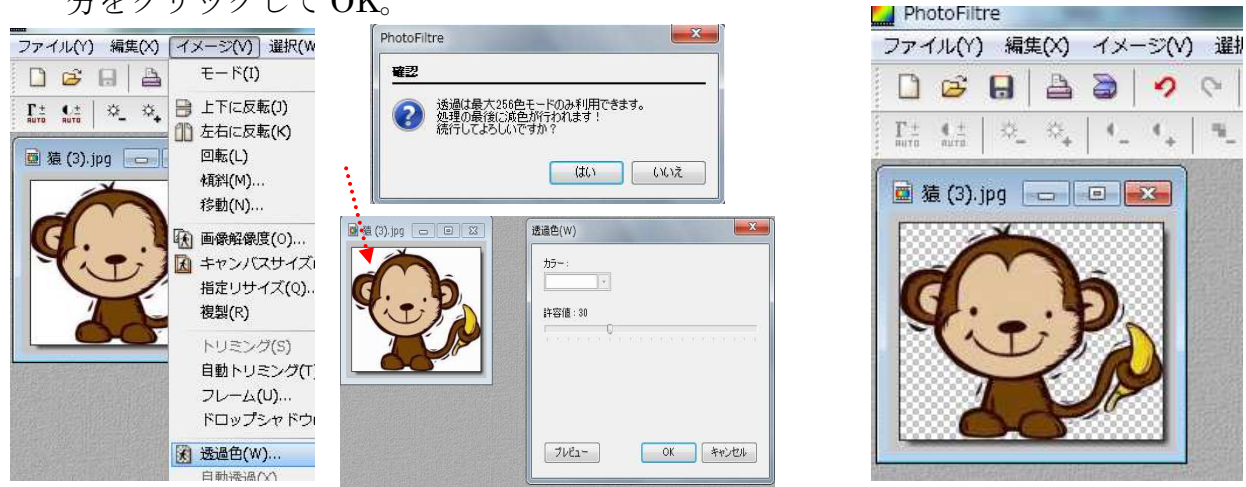 分をクリックして OK。
ファイル(Y) 編集(X) イメージ(V) 選択(W
モード(I)
上下に反転(J)
左右に反転(K)
回転(L)
傾斜(M)...
移動(N)...
画像解像度(O)...
キャンバスサイズ
指定リサイズ(Q)..
複製(R)
トリミング(S)
自動トリミング(T)
フレーム(U)...
ドロップシャドウ
透過色(W)...
自動透過(X)
AUTO AUTO
猿 (3).jpg
PhotoFiltre
確認
透過は最大256色モードのみ利用できます。
処理の最後に減色が行われます！
続行してよろしいですか？
はい いいえ
猿 (3).jpg
透過色(W)
カラー :
許容値 : 30
プレビュー OK キャンセル
PhotoFiltre
ファイル(Y) 編集(X) イメージ(V) 選択
AUTO AUTO
猿 (3).jpg